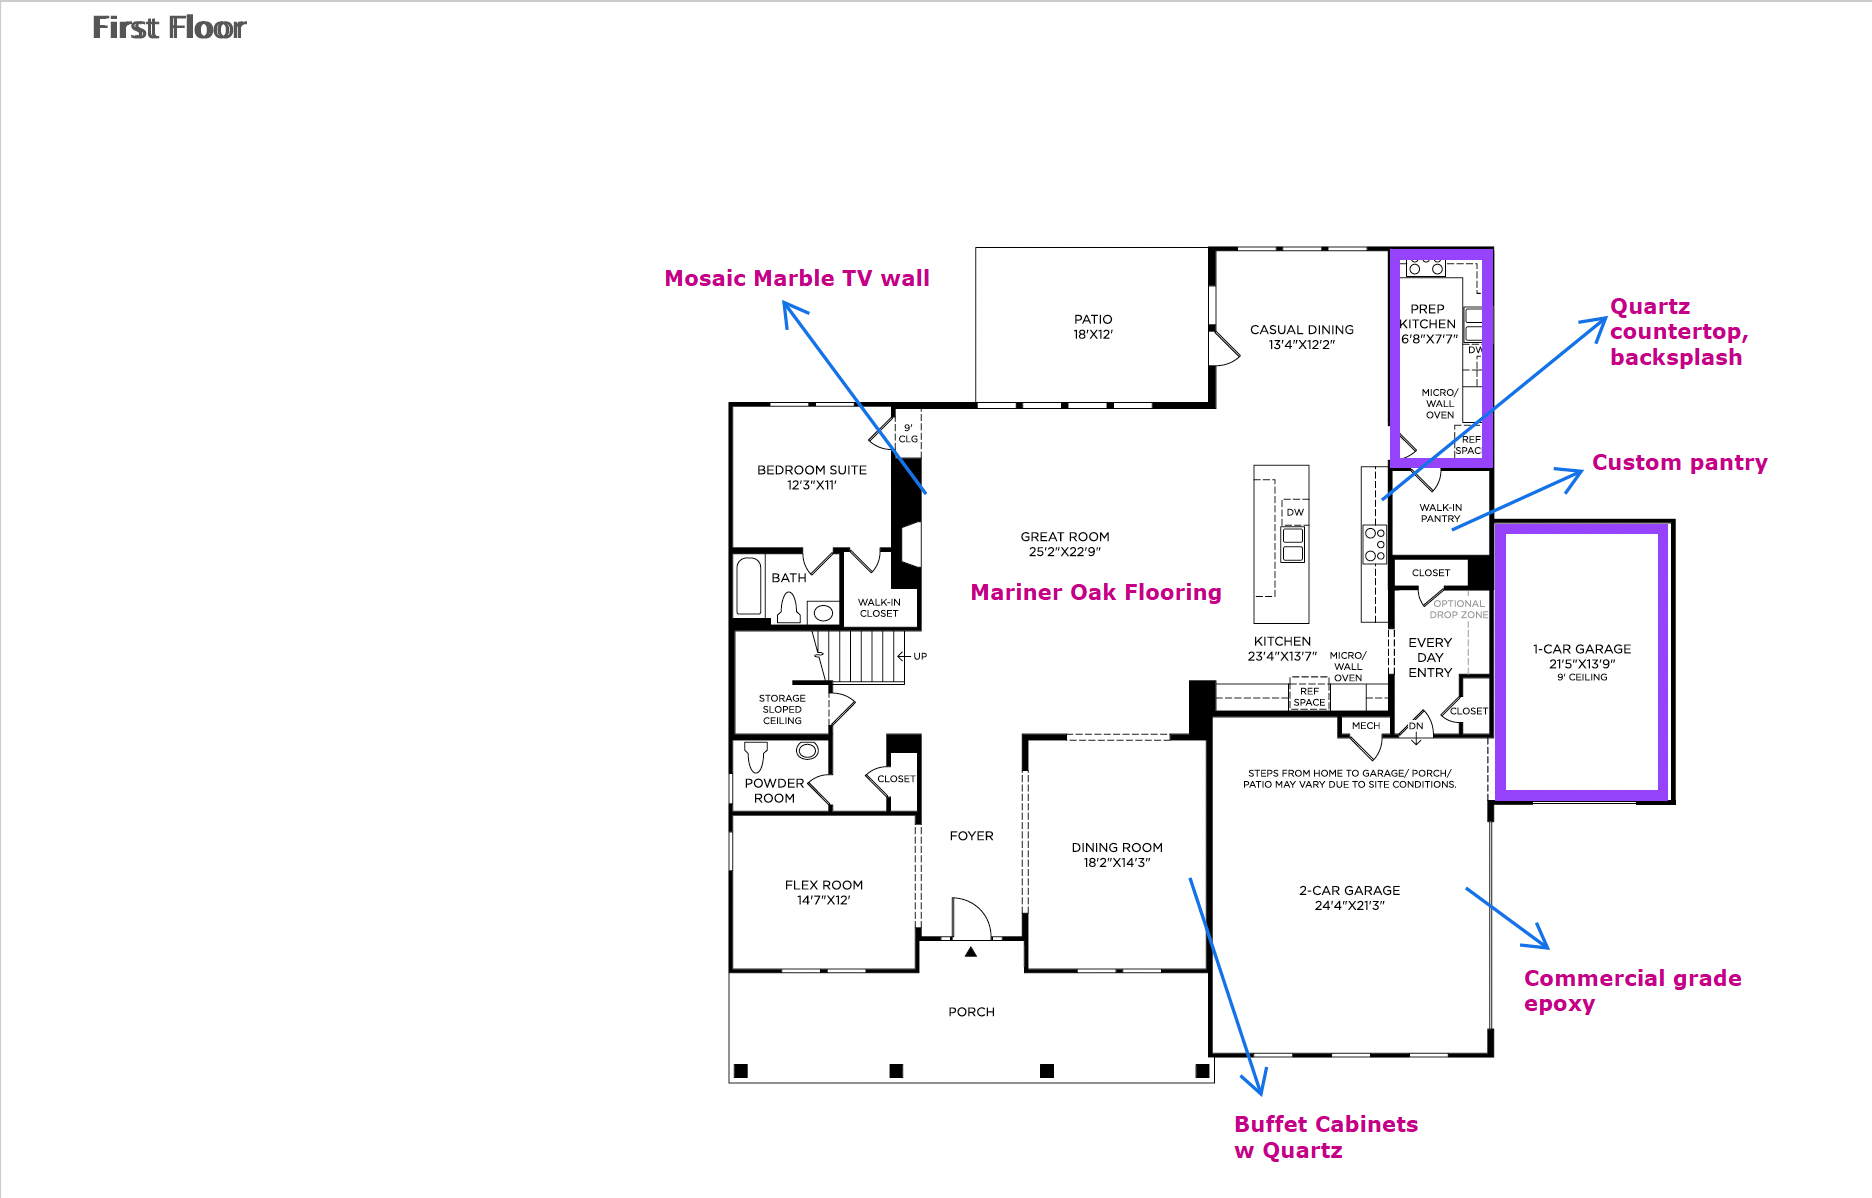 First Floor
Mosaic Marble TV wall
PATIO
18'X12'
CASUAL DINING
13'4"X12'2"
PREP
KITCHEN
6'8"X7'7"
DW
MICRO/
WALL
OVEN
REF
SPACE
Quartz
countertop,
backsplash
Custom pantry
9'
CLG
BEDROOM SUITE
12'3"X11'
WALK-IN
PANTRY
DW
GREAT ROOM
25'2"X22'9"
Mariner Oak Flooring
BATH
WALK-IN
CLOSET
CLOSET
OPTIONAL
DROP ZONE
KITCHEN
23'4"X13'7"
MICRO/
WALL
OVEN
REF
SPACE
EVERY
DAY
ENTRY
1-CAR GARAGE
21'5"X13'9"
9' CEILING
UP
STORAGE
SLOPED
CEILING
CLOSET
MECH
DN
POWDER
ROOM
CLOSET
STEPS FROM HOME TO GARAGE/ PORCH/
PATIO MAY VARY DUE TO SITE CONDITIONS.
FOYER
DINING ROOM
18'2"X14'3"
FLEX ROOM
14'7"X12'
2-CAR GARAGE
24'4"X21'3"
Commercial grade
epoxy
PORCH
Buffet Cabinets
w Quartz